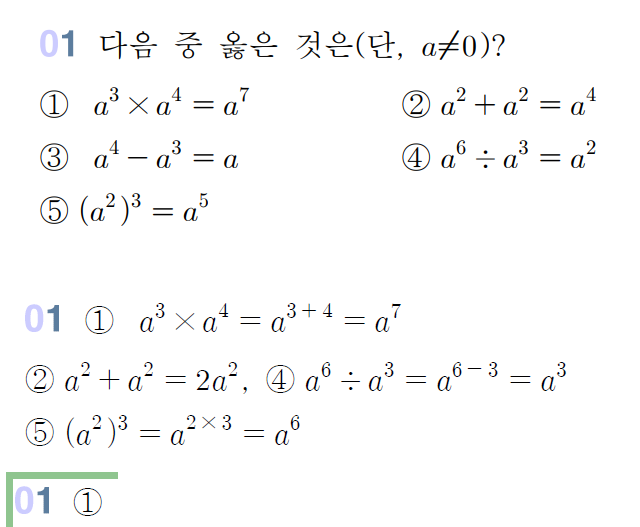 01 다음 중 옳은 것은(단, a≠0)?
① a³×a⁴=a⁷ ② a²+a²=a⁴
③ a⁴-a³=a ④ a⁶÷a³=a²
⑤ (a²)³=a⁵
01 ① a³×a⁴=a³⁺⁴=a⁷
② a²+a²=2a², ④ a⁶÷a³=a⁶⁻³=a³
⑤ (a²)³=a²˟³=a⁶
01 ①